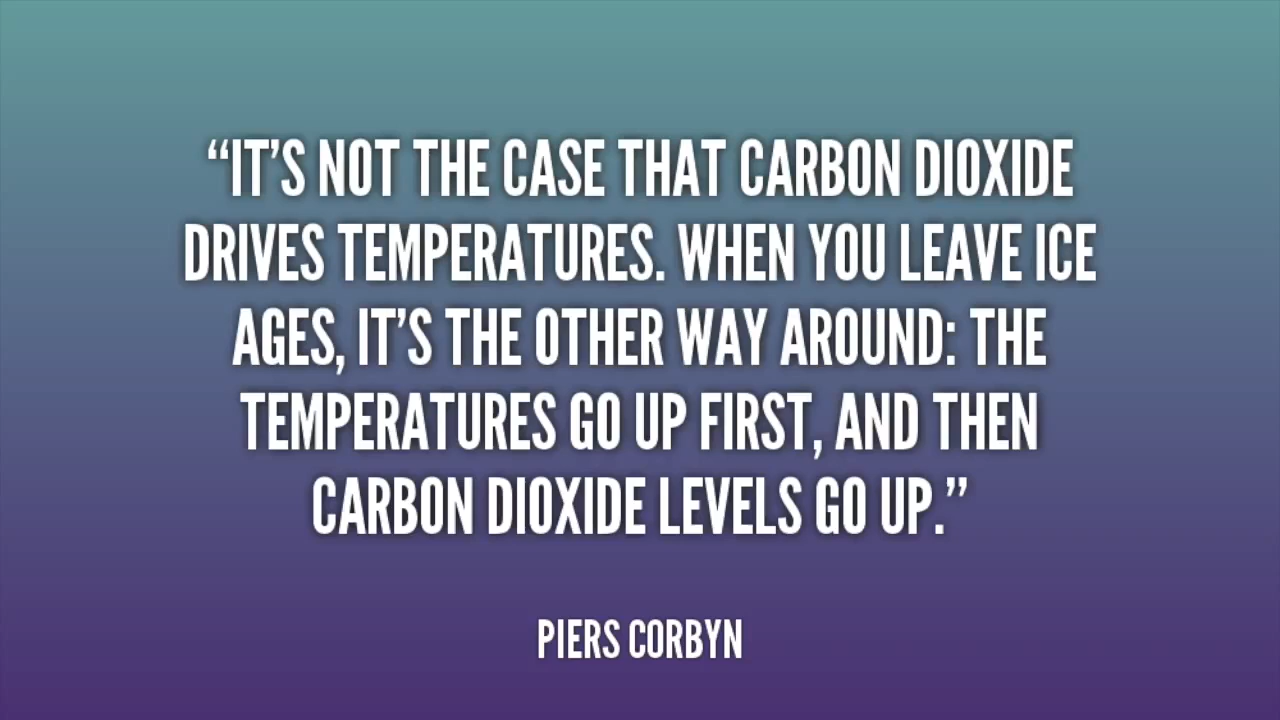 “IT’S NOT THE CASE THAT CARBON DIOXIDE
DRIVES TEMPERATURES. WHEN YOU LEAVE ICE
AGES, IT’S THE OTHER WAY AROUND: THE
TEMPERATURES GO UP FIRST, AND THEN
CARBON DIOXIDE LEVELS GO UP.”
PIERS CORBYN